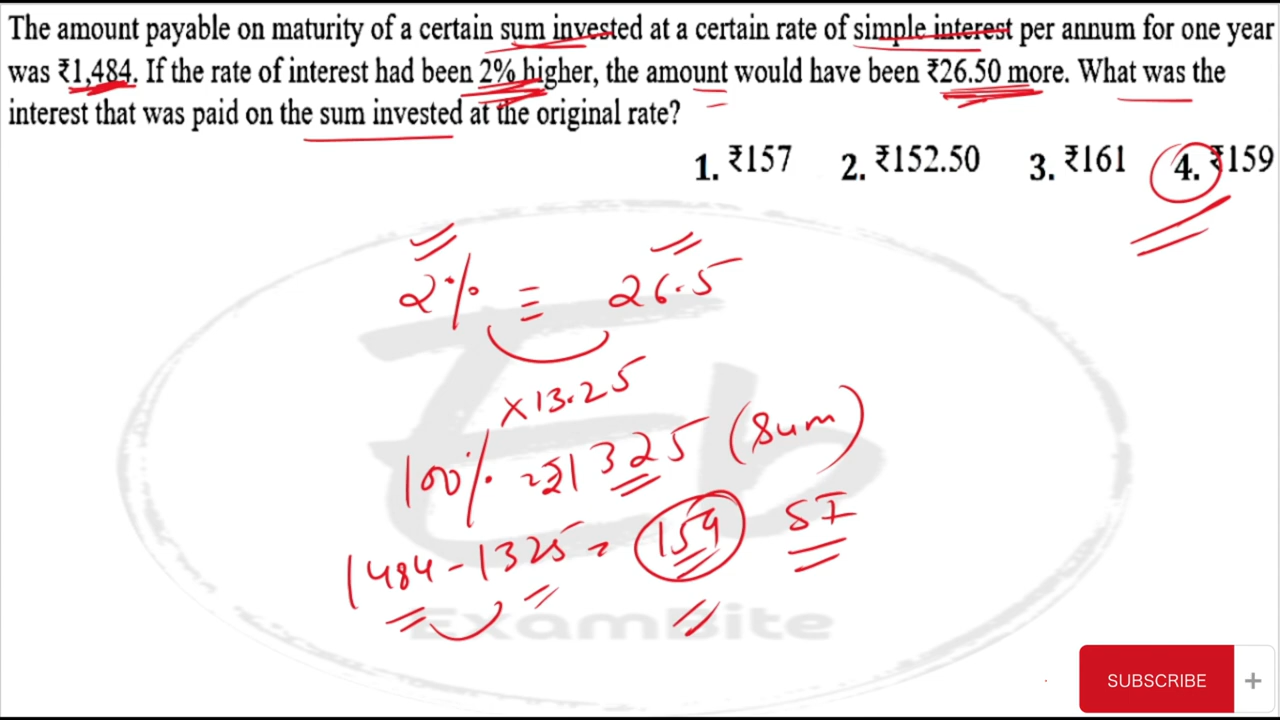 The amount payable on maturity of a certain sum invested at a certain rate of simple interest per annum for one year
was ₹1,484. If the rate of interest had been 2% higher, the amount would have been ₹26.50 more. What was the
interest that was paid on the sum invested at the original rate?
1. ₹157 2. ₹152.50 3. ₹161 4. ₹159
2% ≡ 26.5
×13.25
100% = ₹1325 (Sum)
1484 - 1325 = 159 SI
ExamBite
SUBSCRIBE +